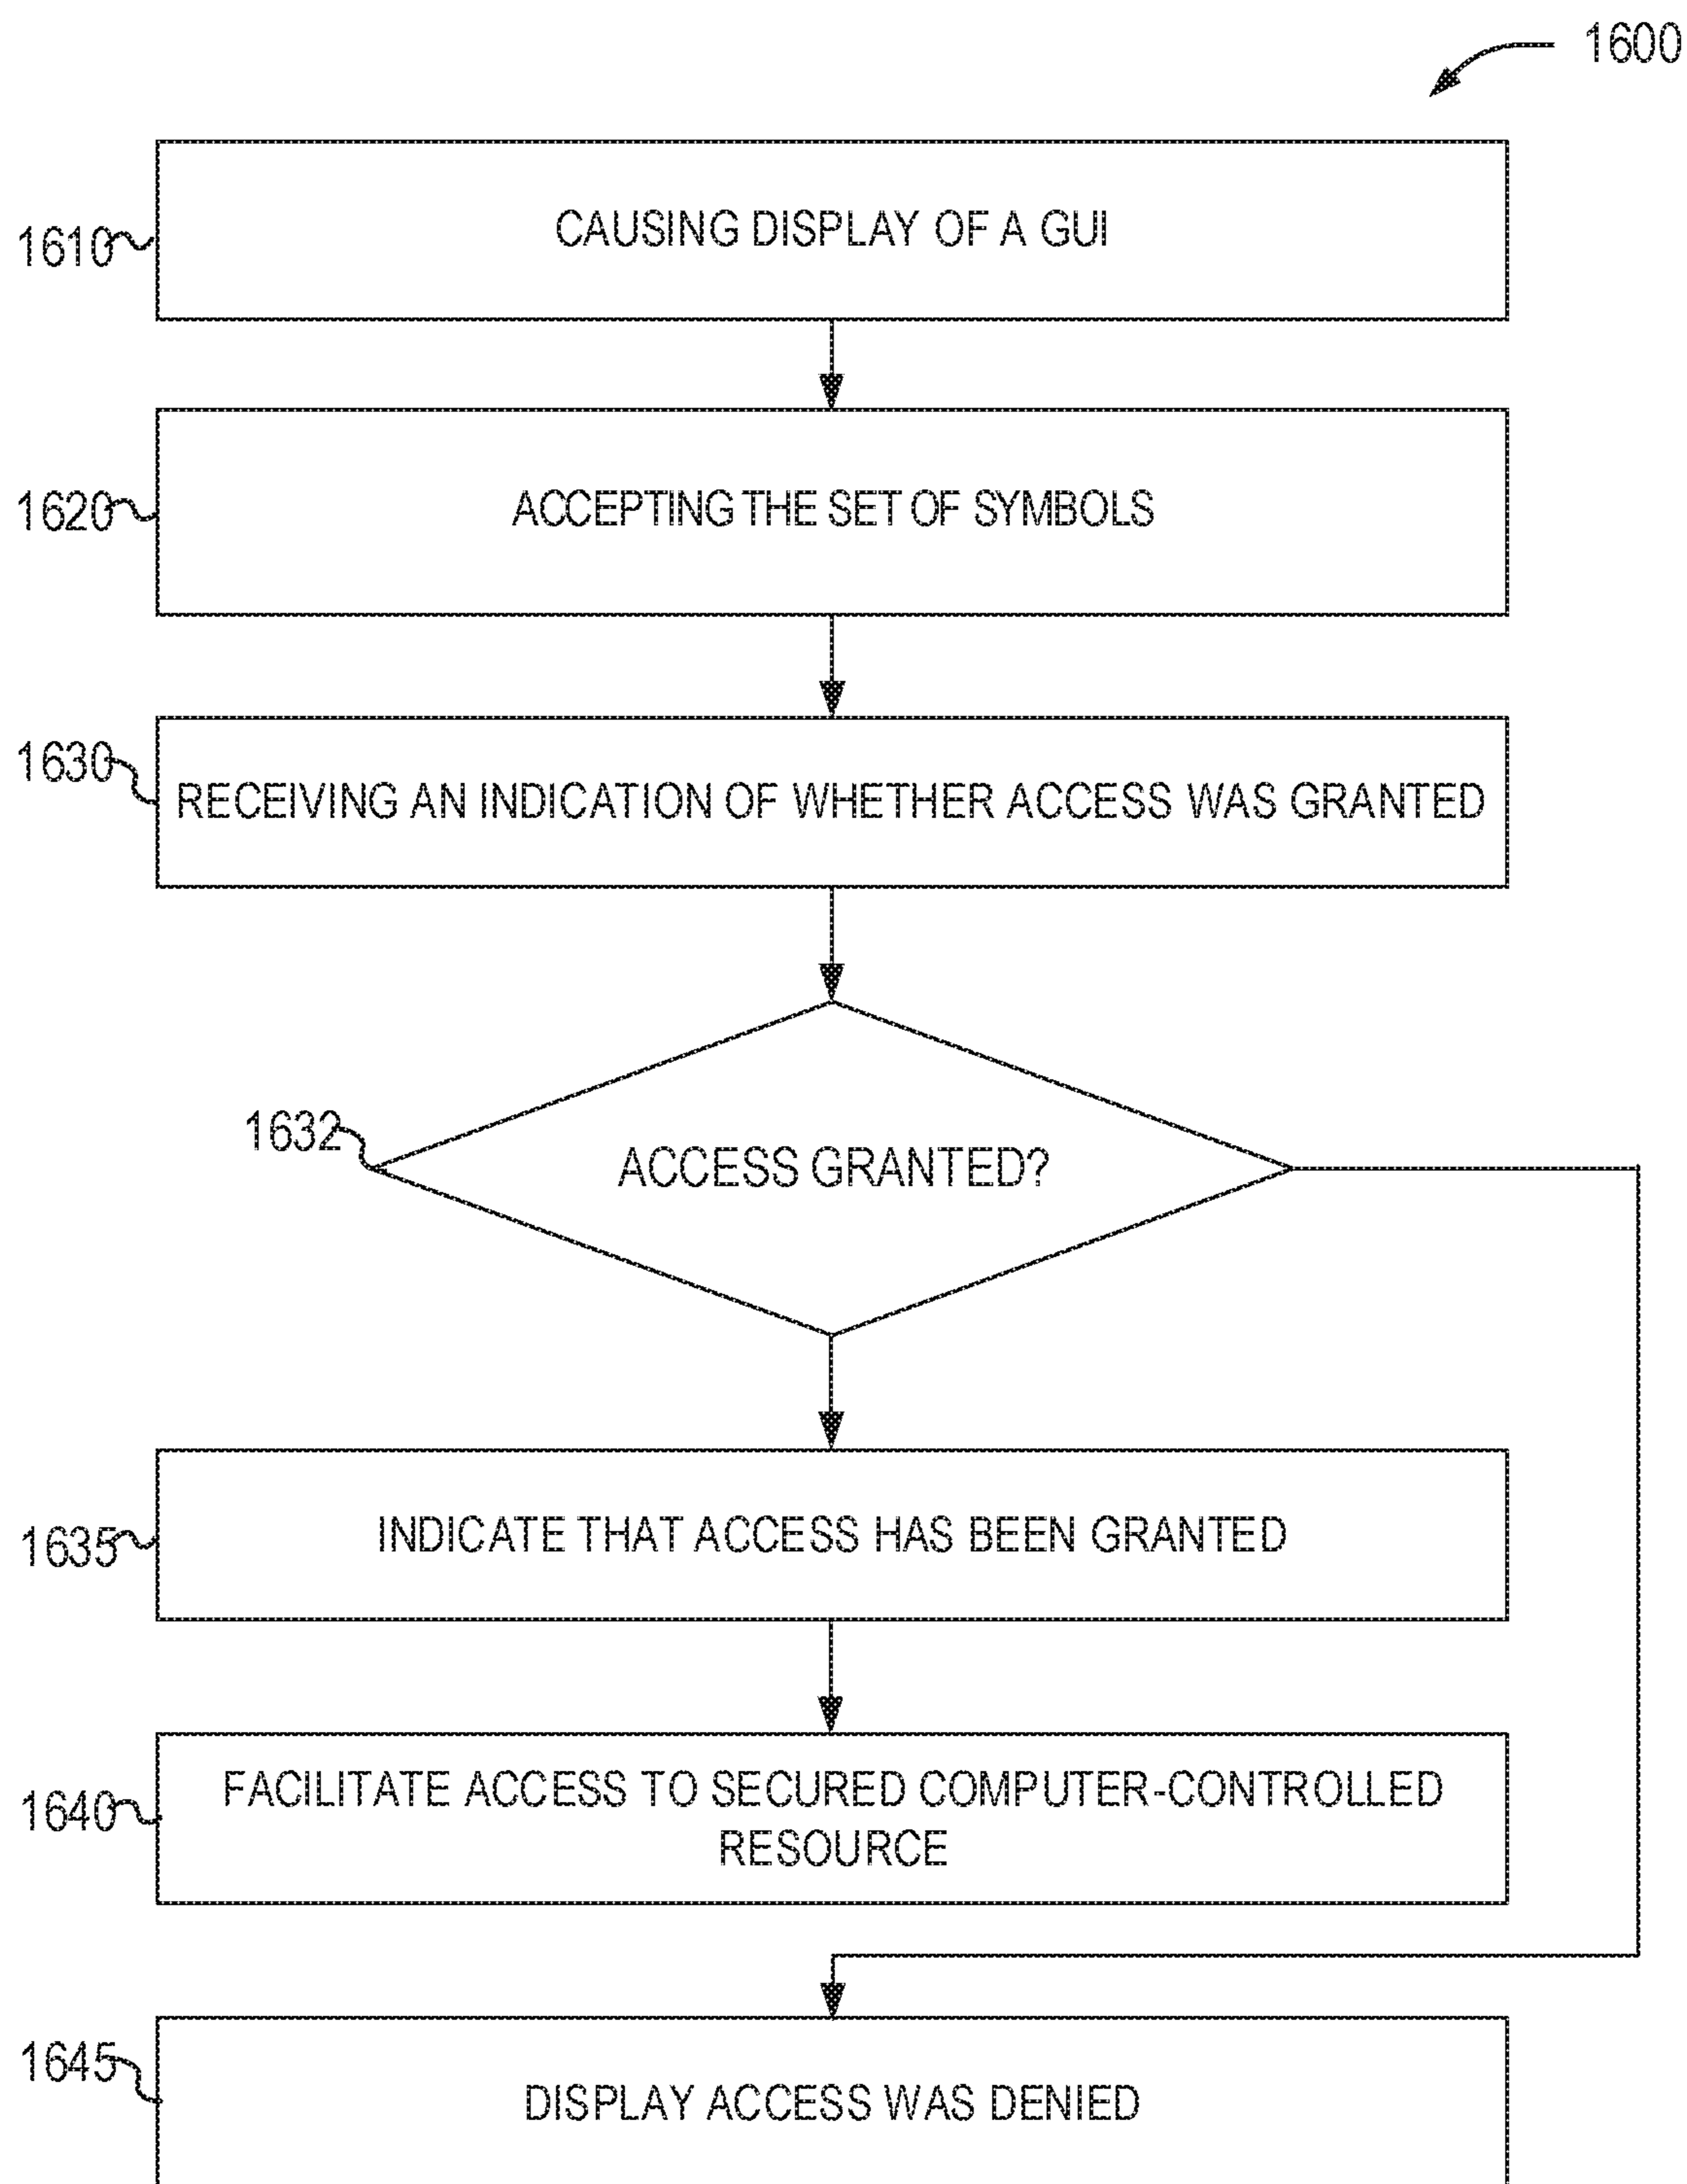 1600
1610
CAUSING DISPLAY OF A GUI
1620
ACCEPTING THE SET OF SYMBOLS
1630
RECEIVING AN INDICATION OF WHETHER ACCESS WAS GRANTED
1632
ACCESS GRANTED?
1635
INDICATE THAT ACCESS HAS BEEN GRANTED
1640
FACILITATE ACCESS TO SECURED COMPUTER-CONTROLLED
RESOURCE
1645
DISPLAY ACCESS WAS DENIED